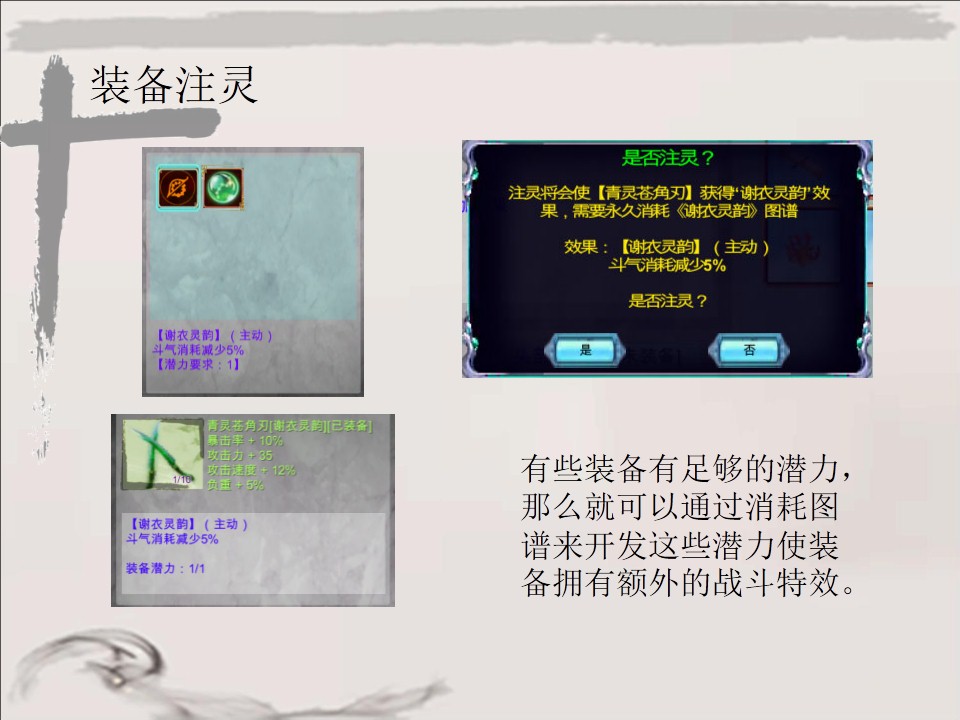 装备注灵
【谢衣灵韵】（主动）
斗气消耗减少5%
【潜力要求：1】
是否注灵？
注灵将会使【青灵苍角刃】获得“谢衣灵韵”效
果，需要永久消耗《谢衣灵韵》图谱
效果：【谢衣灵韵】（主动）
斗气消耗减少5%
是否注灵？
是
否
青灵苍角刃[谢衣灵韵][已装备]
暴击率 + 10%
攻击力 + 35
攻击速度 + 12%
负重 + 5%
1/16
【谢衣灵韵】（主动）
斗气消耗减少5%
装备潜力：1/1
有些装备有足够的潜力，
那么就可以通过消耗图
谱来开发这些潜力使装
备拥有额外的战斗特效。